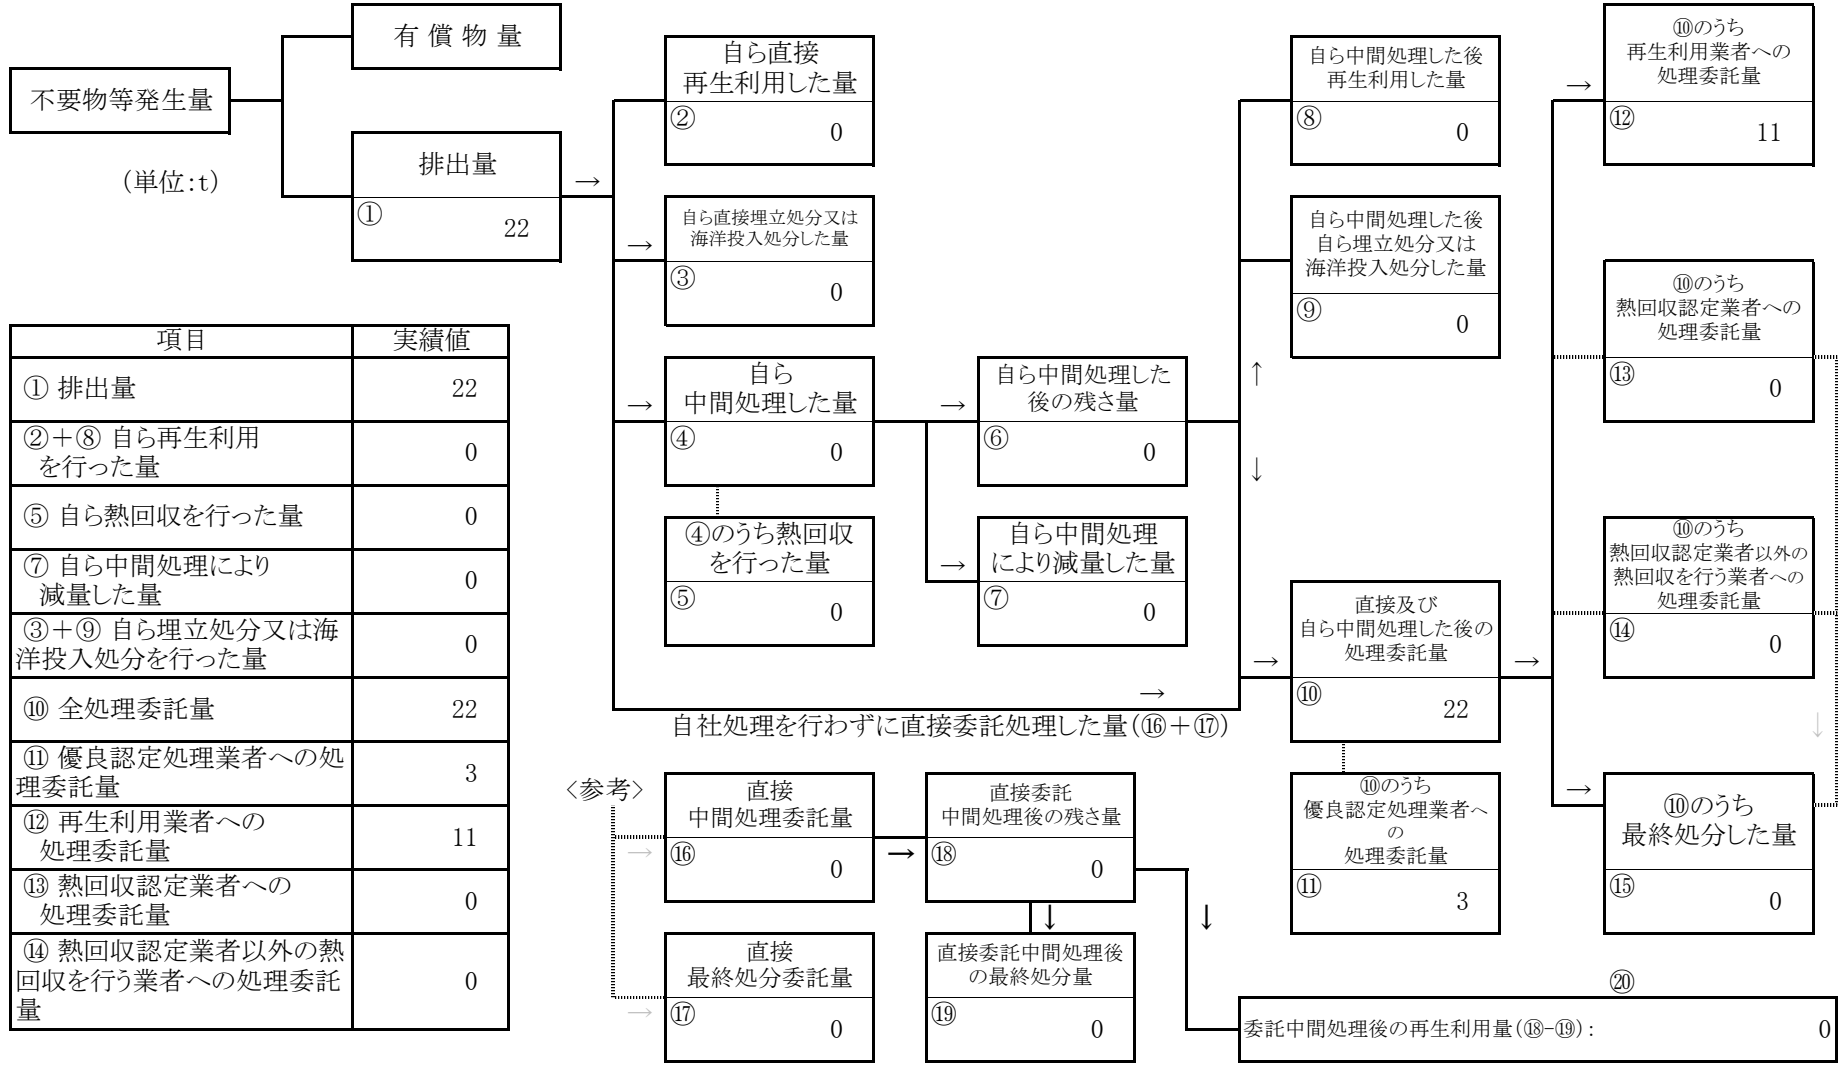 不要物等発生量
有 償 物 量
排出量
①
22
→
（単位:t）
自ら直接
再生利用した量
②
0
→
自ら直接埋立処分又は
海洋投入処分した量
③
0
→
自ら
中間処理した量
④
0
④のうち熱回収
を行った量
⑤
0
→
自ら中間処理した
後の残さ量
⑥
0
→
自ら中間処理
により減量した量
⑦
0
自ら中間処理した後
再生利用した量
⑧
0
自ら中間処理した後
自ら埋立処分又は
海洋投入処分した量
⑨
0
↑
↓
→
自社処理を行わずに直接委託処理した量（⑯＋⑰）
→
直接及び
自ら中間処理した後の
処理委託量
⑩
22
→
⑩のうち
優良認定処理業者へ
の
処理委託量
⑪
3
→
⑩のうち
再生利用業者への
処理委託量
⑫
11
⑩のうち
熱回収認定業者への
処理委託量
⑬
0
⑩のうち
熱回収認定業者以外の
熱回収を行う業者への
処理委託量
⑭
0
↓
→
⑩のうち
最終処分した量
⑮
0
項目 実績値
① 排出量 22
②＋⑧ 自ら再生利用
を行った量
0
⑤ 自ら熱回収を行った量 0
⑦ 自ら中間処理により
減量した量
0
③＋⑨ 自ら埋立処分又は海
洋投入処分を行った量
0
⑩ 全処理委託量 22
⑪ 優良認定処理業者への処
理委託量
3
⑫ 再生利用業者への
処理委託量
11
⑬ 熱回収認定業者への
処理委託量
0
⑭ 熱回収認定業者以外の熱
回収を行う業者への処理委託
量
0
〈参考〉
→
直接
中間処理委託量
⑯
0
→
直接委託
中間処理後の残さ量
⑱
0
→
直接
最終処分委託量
⑰
0
↓
直接委託中間処理後
の最終処分量
⑲
0
↓
⑳
委託中間処理後の再生利用量（⑱-⑲）: 0